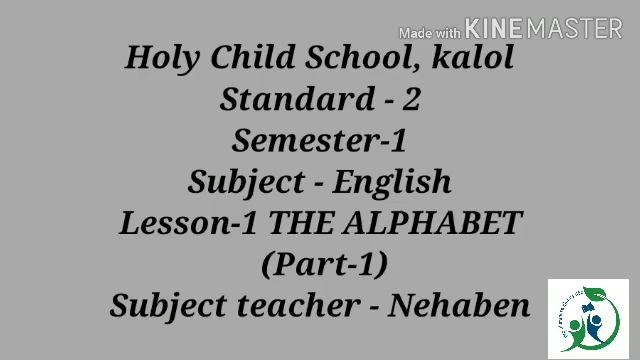 Made with KINEMASTER
Holy Child School, kalol
Standard - 2
Semester-1
Subject - English
Lesson-1 THE ALPHABET
(Part-1)
Subject teacher - Nehaben